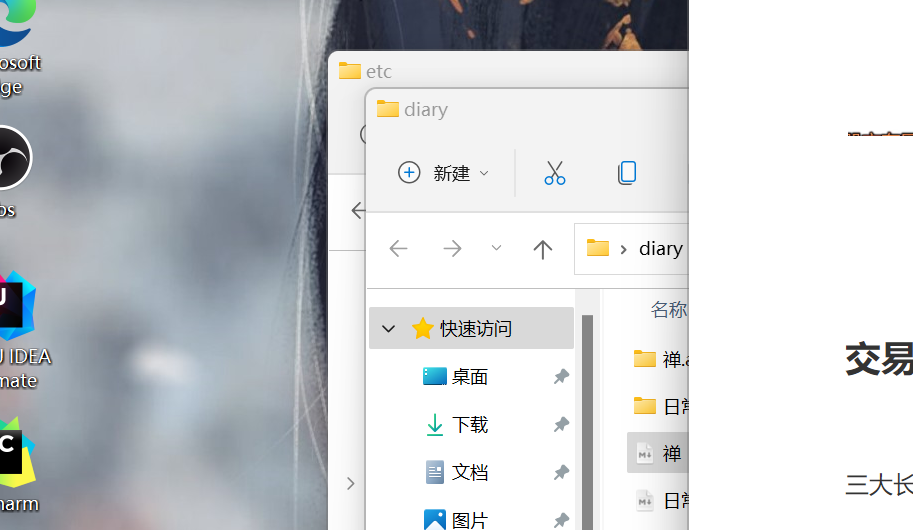 osoft
ge
bs
U IDEA
mate
harm
etc
diary
新建
diary
名称
快速访问
桌面
下载
文档
图片
禅.a
日常
禅
日常
交易
三大长